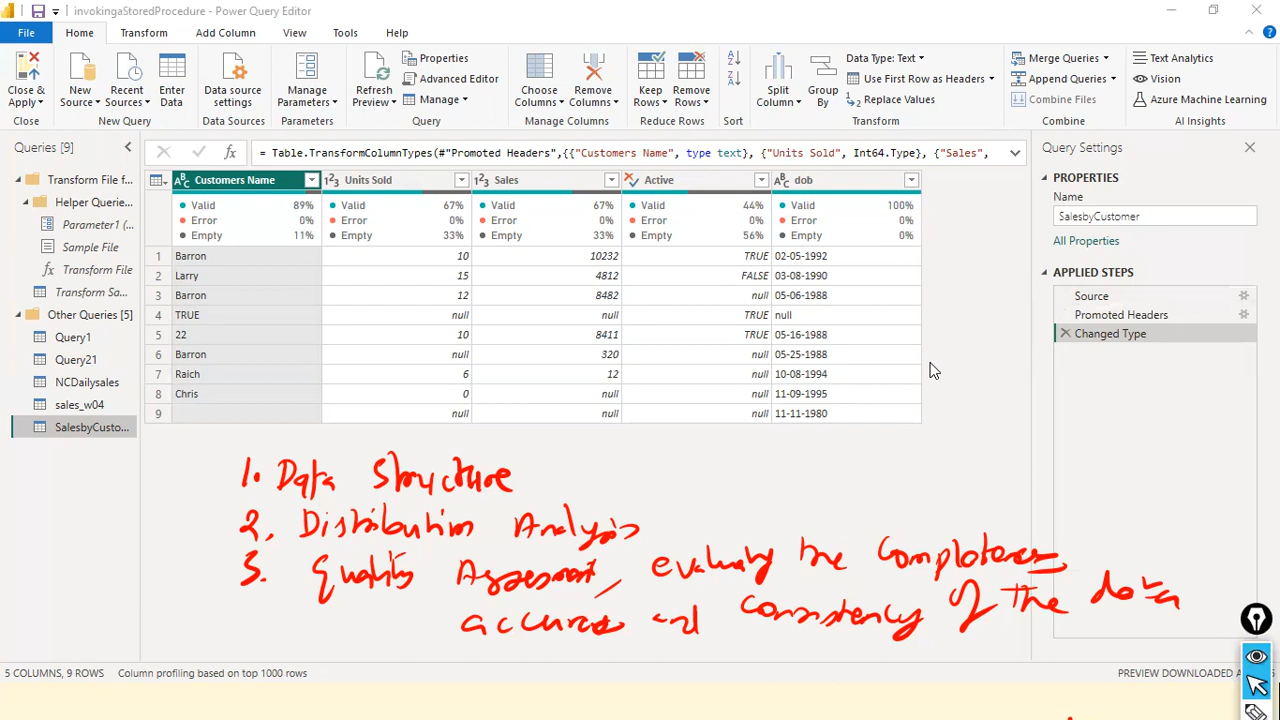 invokingaStoredProcedure - Power Query Editor
File Home Transform Add Column View Tools Help
Close & Apply New Source Recent Sources Enter Data Data source settings Manage Parameters Refresh Preview Properties Advanced Editor Manage Choose Columns Remove Columns Keep Rows Remove Rows Split Column Group By Data Type: Text Use First Row as Headers Replace Values Merge Queries Append Queries Combine Files Text Analytics Vision Azure Machine Learning
Close New Query Data Sources Parameters Query Manage Columns Reduce Rows Sort Transform Combine AI Insights
Queries [9]
Transform File f...
Helper Querie...
Parameter1 (...
Sample File
Transform File
Transform Sa...
Other Queries [5]
Query1
Query21
NCDailysales
sales_w04
SalesbyCusto...
fx = Table.TransformColumnTypes(#"Promoted Headers",{{"Customers Name", type text}, {"Units Sold", Int64.Type}, {"Sales",
Customers Name Units Sold Sales Active dob
Valid 89% Valid 67% Valid 67% Valid 44% Valid 100%
Error 0% Error 0% Error 0% Error 0% Error 0%
Empty 11% Empty 33% Empty 33% Empty 56% Empty 0%
1 Barron 10 10232 TRUE 02-05-1992
2 Larry 15 4812 FALSE 03-08-1990
3 Barron 12 8482 null 05-06-1988
4 TRUE null null TRUE null
5 22 10 8411 TRUE 05-16-1988
6 Barron null 320 null 05-25-1988
7 Raich 6 12 null 10-08-1994
8 Chris 0 null null 11-09-1995
9 null null null 11-11-1980
1. Data Structure
2. Distribution Analysis
3. Quality Assesment, evaluaty the Completeness
accuracy and Consistency of the data
Query Settings
PROPERTIES
Name
SalesbyCustomer
All Properties
APPLIED STEPS
Source
Promoted Headers
Changed Type
5 COLUMNS, 9 ROWS Column profiling based on top 1000 rows
PREVIEW DOWNLOADED A